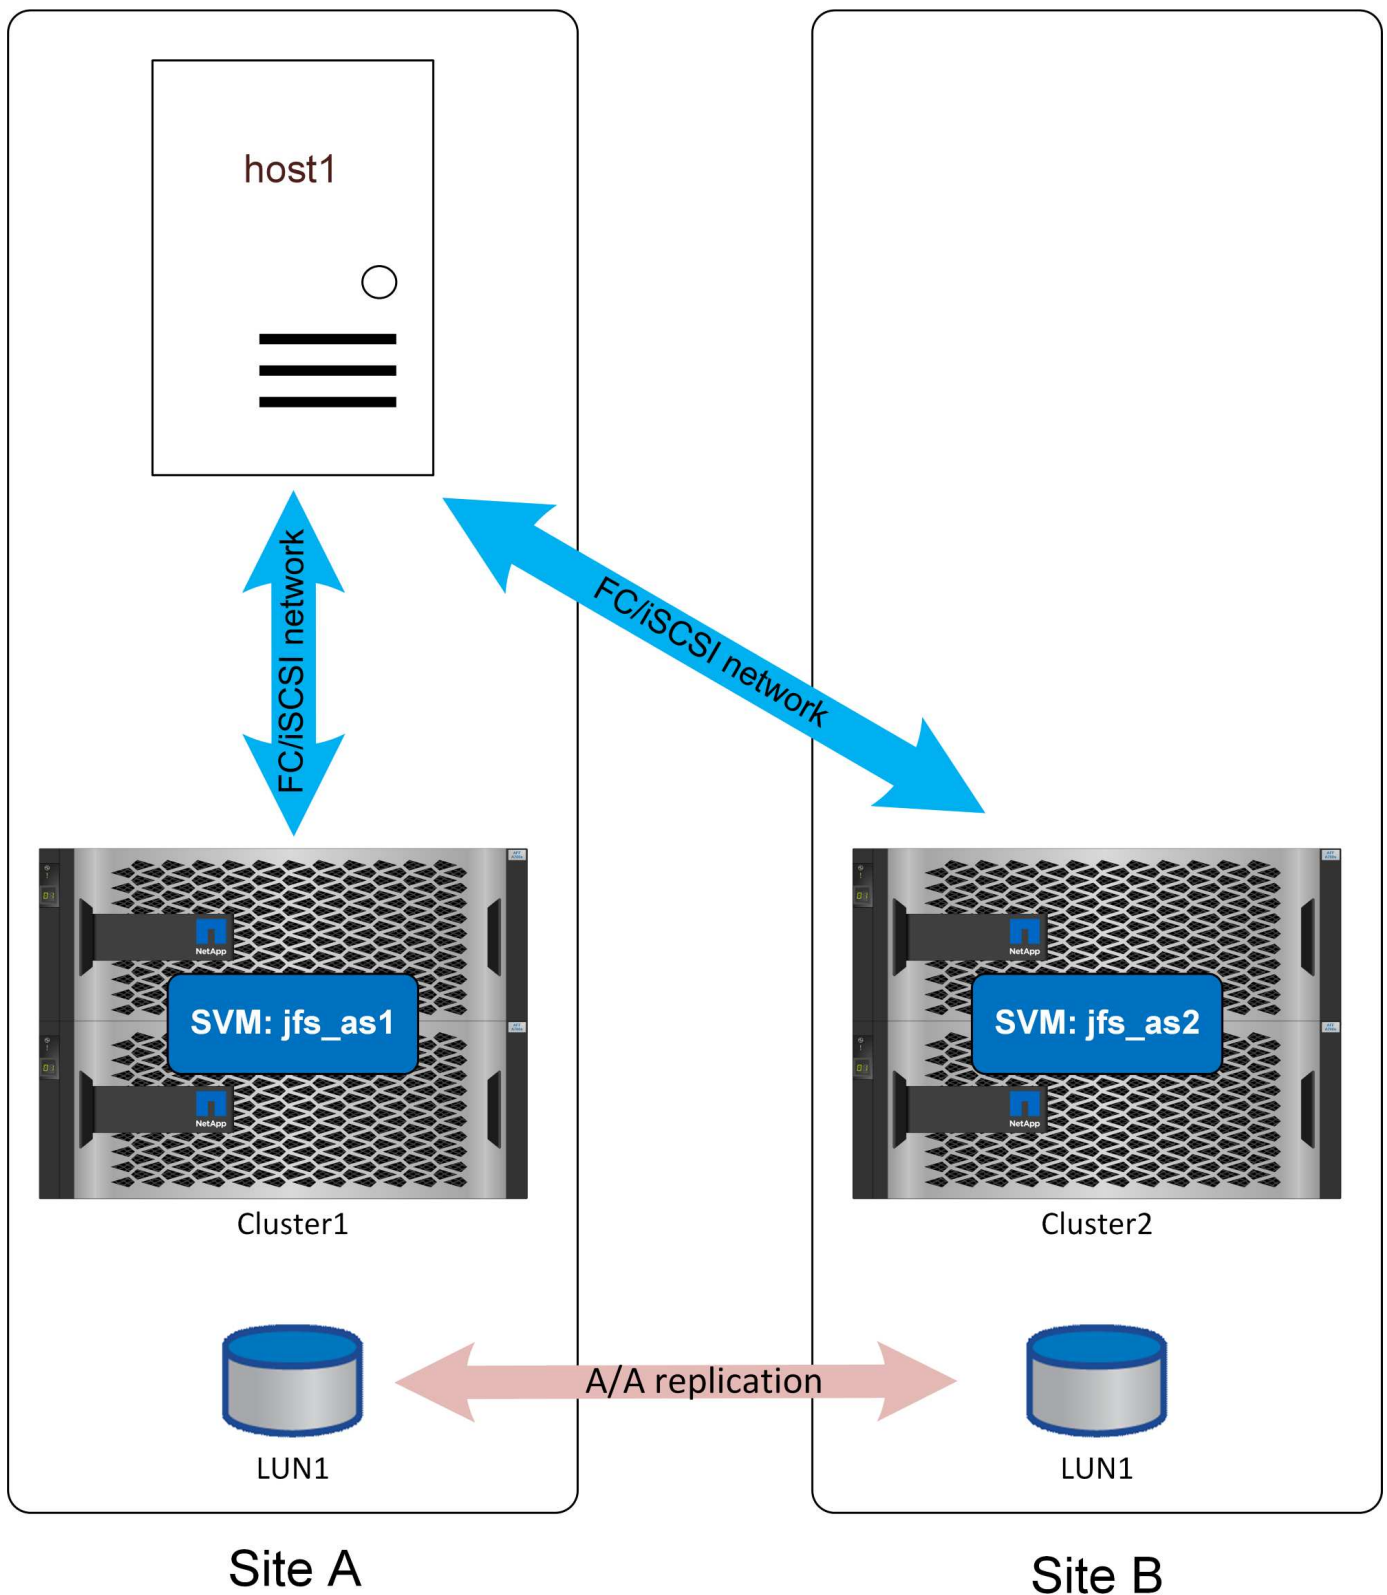 host1
FC/iSCSI network
FC/iSCSI network
NetApp
SVM: jfs_as1
NetApp
Cluster1
NetApp
SVM: jfs_as2
NetApp
Cluster2
A/A replication
LUN1
LUN1
Site A
Site B